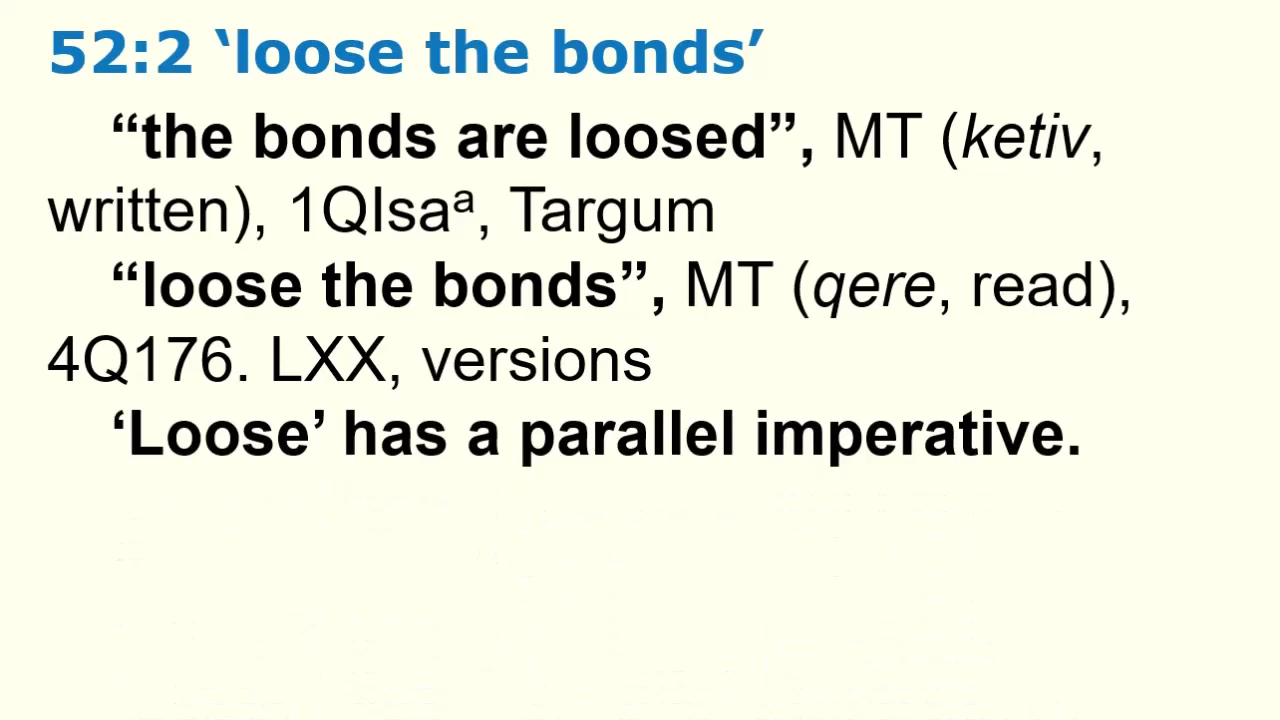 52:2 ‘loose the bonds’
“the bonds are loosed”, MT (ketiv,
written), 1QIsaᵃ, Targum
“loose the bonds”, MT (qere, read),
4Q176. LXX, versions
‘Loose’ has a parallel imperative.